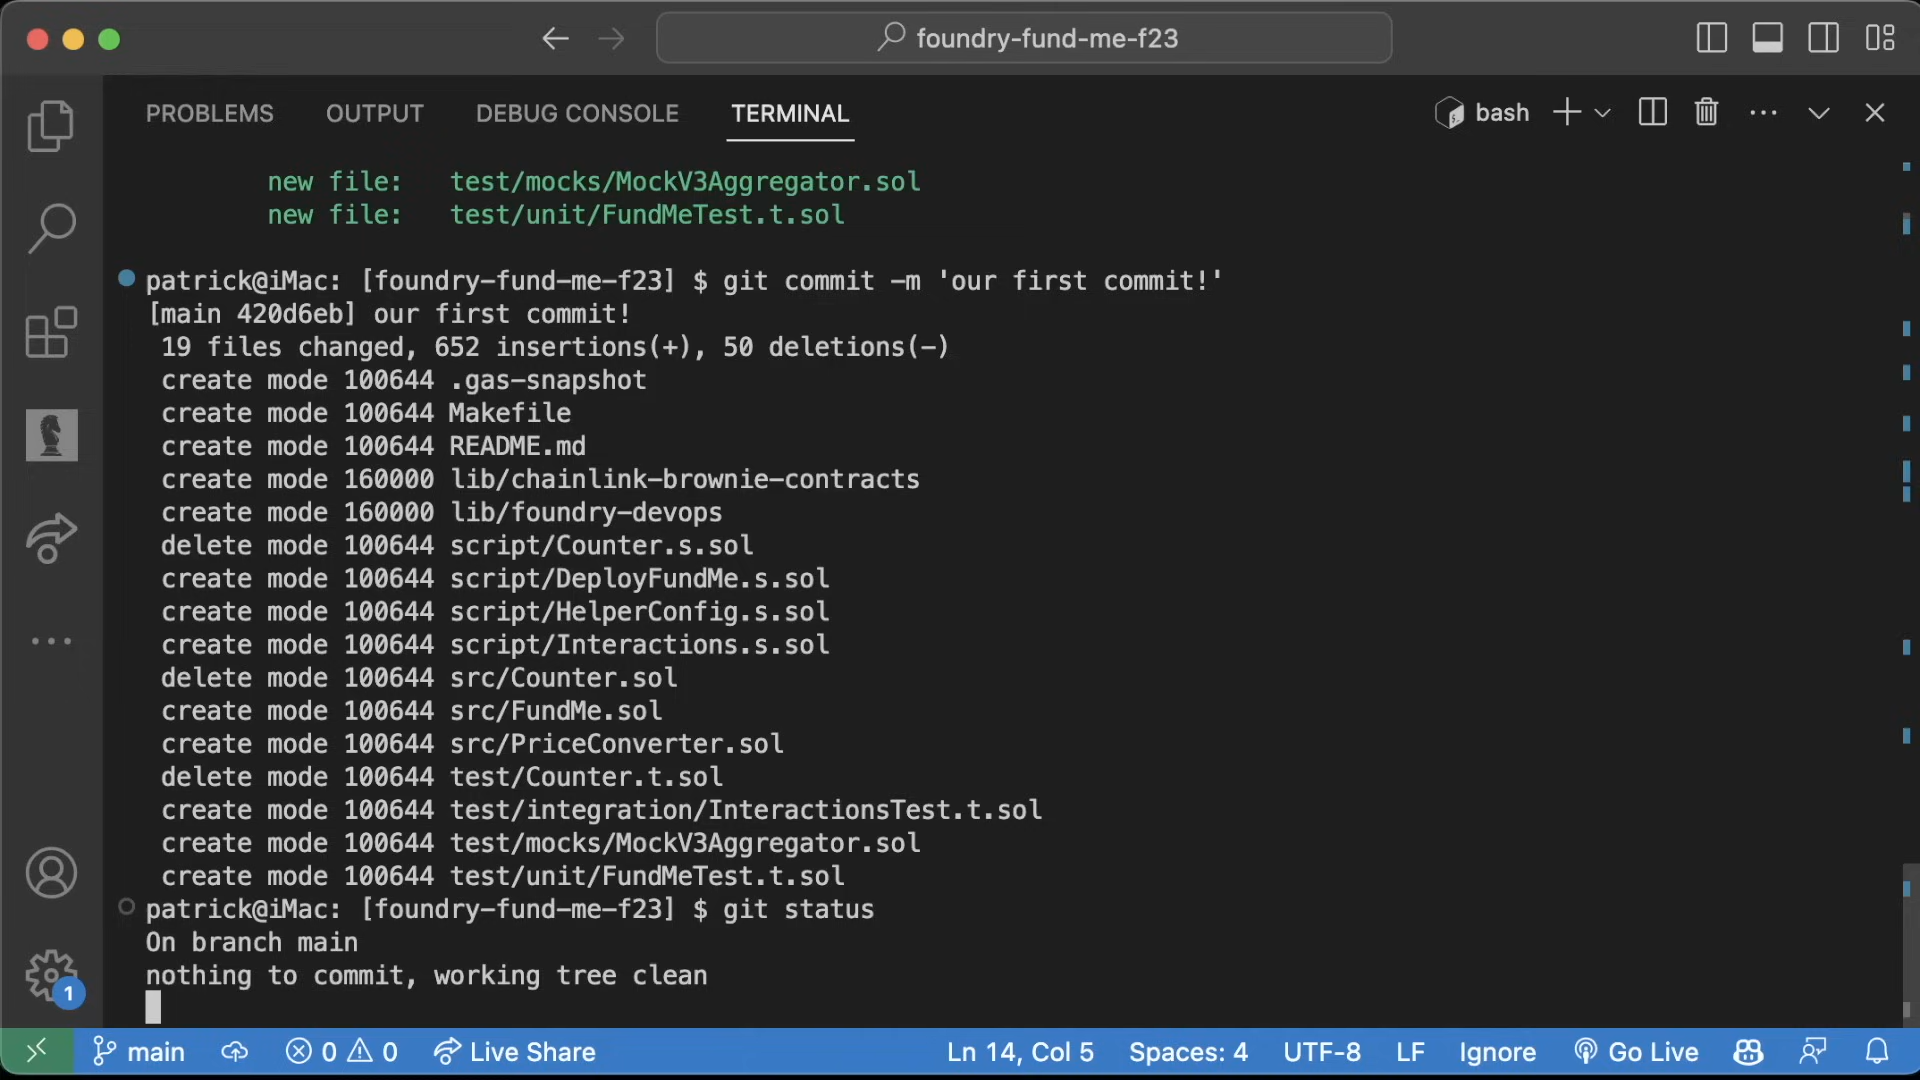 foundry-fund-me-f23
PROBLEMS OUTPUT DEBUG CONSOLE TERMINAL bash
new file: test/mocks/MockV3Aggregator.sol
new file: test/unit/FundMeTest.t.sol
patrick@iMac: [foundry-fund-me-f23] $ git commit -m 'our first commit!'
[main 420d6eb] our first commit!
19 files changed, 652 insertions(+), 50 deletions(-)
create mode 100644 .gas-snapshot
create mode 100644 Makefile
create mode 100644 README.md
create mode 160000 lib/chainlink-brownie-contracts
create mode 160000 lib/foundry-devops
delete mode 100644 script/Counter.s.sol
create mode 100644 script/DeployFundMe.s.sol
create mode 100644 script/HelperConfig.s.sol
create mode 100644 script/Interactions.s.sol
delete mode 100644 src/Counter.sol
create mode 100644 src/FundMe.sol
create mode 100644 src/PriceConverter.sol
delete mode 100644 test/Counter.t.sol
create mode 100644 test/integration/InteractionsTest.t.sol
create mode 100644 test/mocks/MockV3Aggregator.sol
create mode 100644 test/unit/FundMeTest.t.sol
patrick@iMac: [foundry-fund-me-f23] $ git status
On branch main
nothing to commit, working tree clean
1
main 0 0 Live Share Ln 14, Col 5 Spaces: 4 UTF-8 LF Ignore Go Live